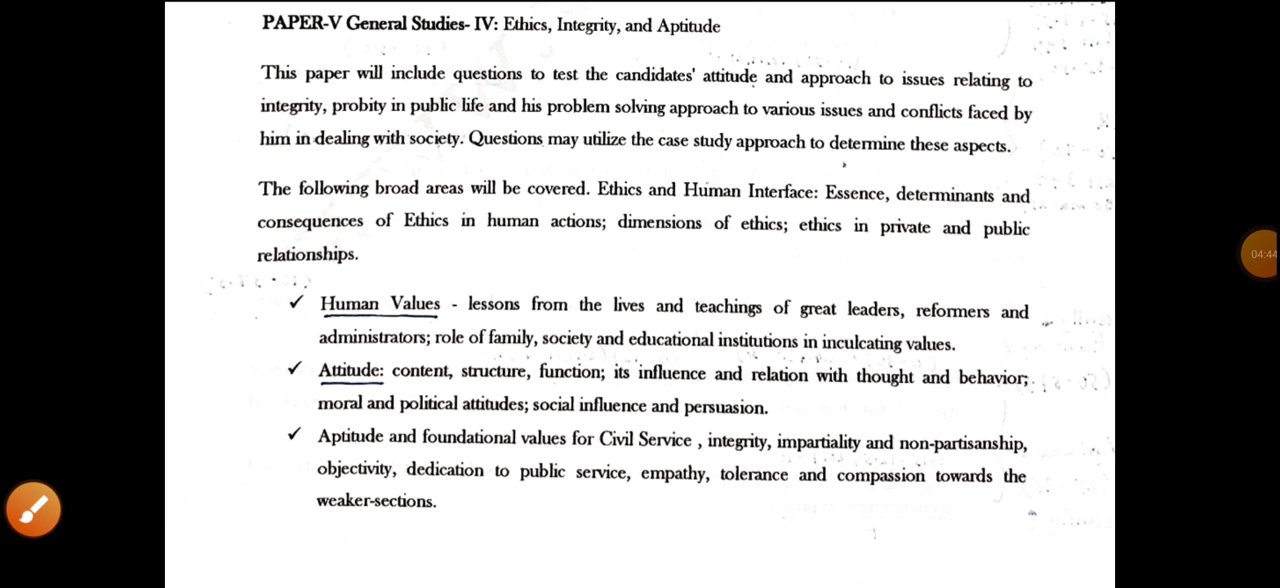 PAPER-V General Studies- IV: Ethics, Integrity, and Aptitude
This paper will include questions to test the candidates' attitude and approach to issues relating to
integrity, probity in public life and his problem solving approach to various issues and conflicts faced by
him in dealing with society. Questions may utilize the case study approach to determine these aspects.
The following broad areas will be covered. Ethics and Human Interface: Essence, determinants and
consequences of Ethics in human actions; dimensions of ethics; ethics in private and public
relationships.
✓ Human Values - lessons from the lives and teachings of great leaders, reformers and
administrators; role of family, society and educational institutions in inculcating values.
✓ Attitude: content, structure, function; its influence and relation with thought and behavior;
moral and political attitudes; social influence and persuasion.
✓ Aptitude and foundational values for Civil Service , integrity, impartiality and non-partisanship,
objectivity, dedication to public service, empathy, tolerance and compassion towards the
weaker-sections.
04:44